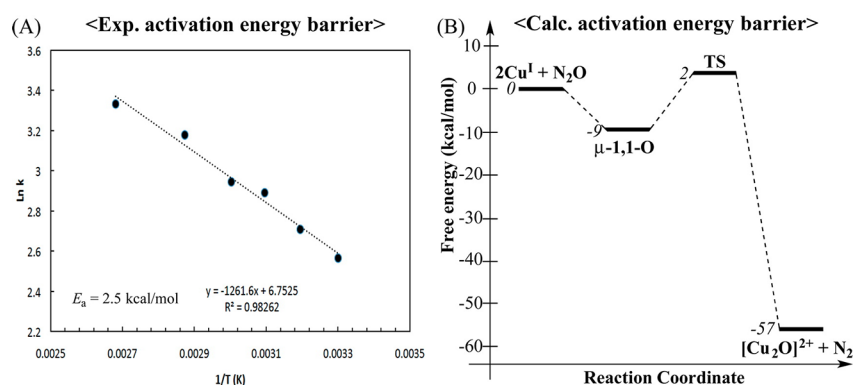 (A) <Exp. activation energy barrier>
3.6
3.4
3.2
3
2.8
2.6
2.4
2.2
Ln k
Ea = 2.5 kcal/mol
y = -1261.6x + 6.7525
R² = 0.98262
0.0025 0.0027 0.0029 0.0031 0.0033 0.0035
1/T (K)
(B) <Calc. activation energy barrier>
10
0
-10
-20
-30
-40
-50
-60
Free energy (kcal/mol)
2Cuᴵ + N₂O
0
-9
μ-1,1-O
TS
2
-57
[Cu₂O]²⁺ + N₂
Reaction Coordinate